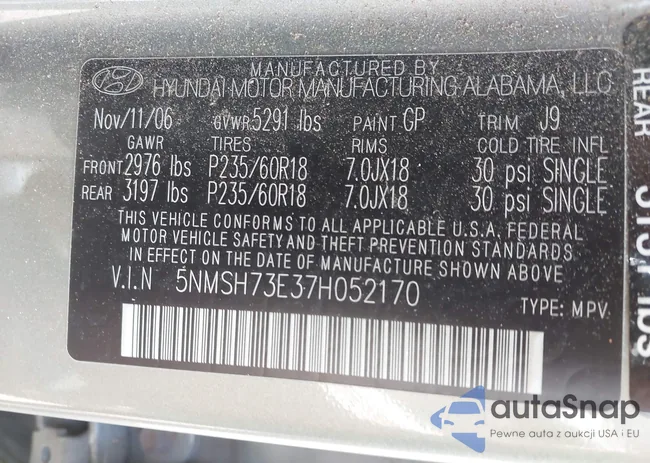 MANUFACTURED BY
HYUNDAI MOTOR MANUFACTURING ALABAMA, LLC
Nov/11/06 GVWR 5291 lbs PAINT GP TRIM J9
GAWR TIRES RIMS COLD TIRE INFL
FRONT 2976 lbs P235/60R18 7.0JX18 30 psi SINGLE
REAR 3197 lbs P235/60R18 7.0JX18 30 psi SINGLE
THIS VEHICLE CONFORMS TO ALL APPLICABLE U.S.A. FEDERAL
MOTOR VEHICLE SAFETY AND THEFT PREVENTION STANDARDS
IN EFFECT ON THE DATE OF MANUFACTURE SHOWN ABOVE
V.I.N 5NMSH73E37H052170
TYPE: MPV
REAR
lbs
autaSnap
Pewne auta z aukcji USA i EU